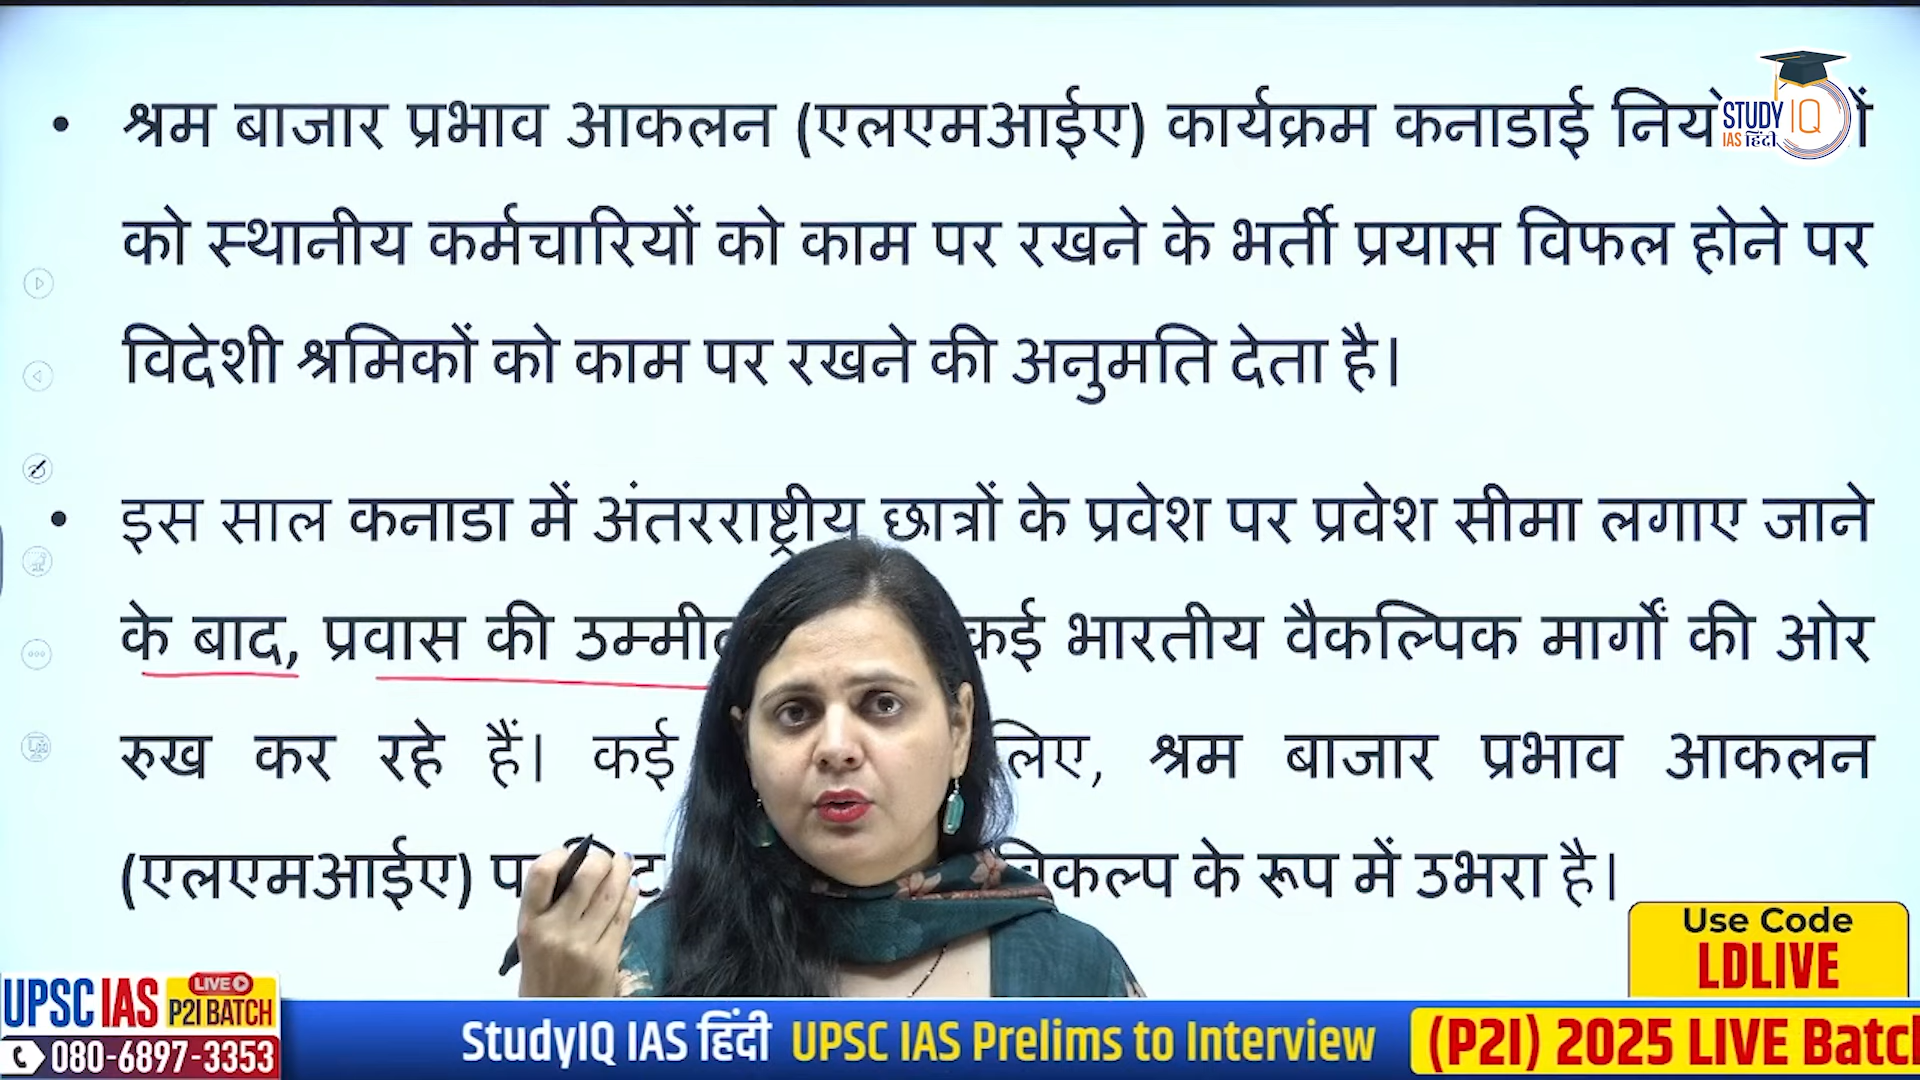 • श्रम बाजार प्रभाव आकलन (एलएमआईए) कार्यक्रम कनाडाई
को स्थानीय कर्मचारियों को काम पर रखने के भर्ती प्रयास विफल होने पर
विदेशी श्रमिकों को काम पर रखने की अनुमति देता है।
• इस साल कनाडा में अंतरराष्ट्रीय छात्रों के प्रवेश पर प्रवेश सीमा लगाए जाने
के बाद, प्रवास की कई भारतीय वैकल्पिक मार्गों की ओर
रुख कर रहे हैं। कई लिए, श्रम बाजार प्रभाव आकलन
(एलएमआईए) विकल्प के रूप में उभरा है।
STUDY IQ
IAS हिंदी
Use Code
LDLIVE
UPSC IAS LIVE P2I BATCH
080-6897-3353
StudyIQ IAS हिंदी UPSC IAS Prelims to Interview (P2I) 2025 LIVE Batch